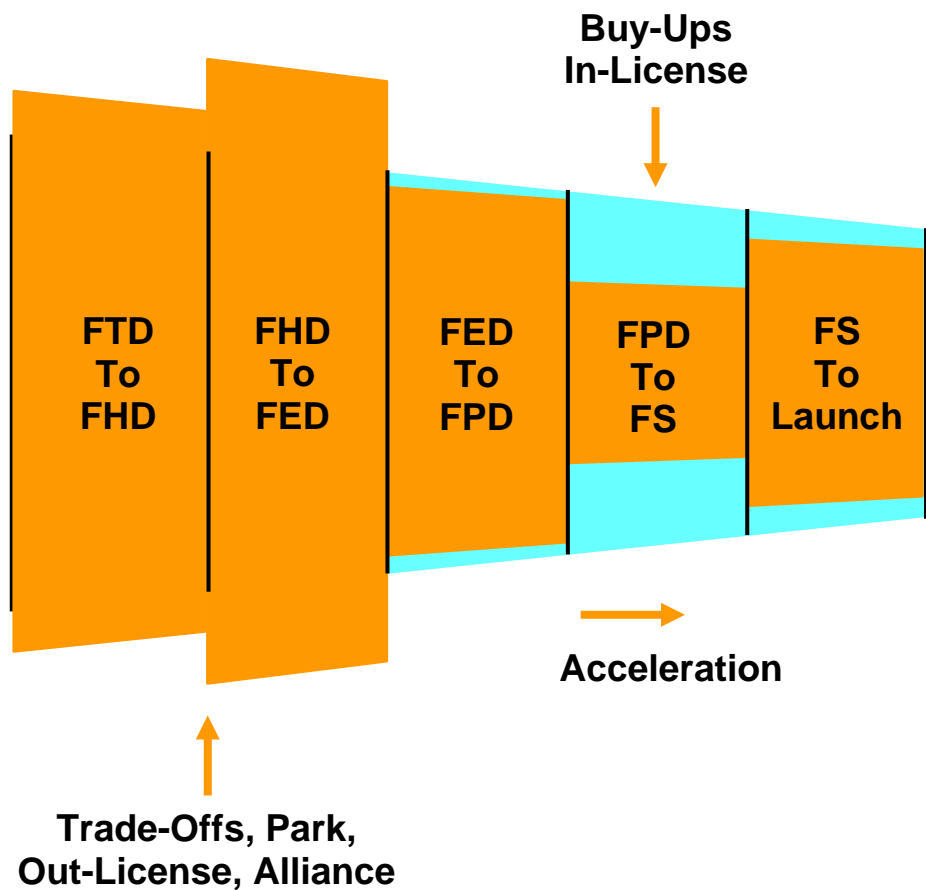 Buy-Ups
In-License
FTD
To
FHD
FHD
To
FED
FED
To
FPD
FPD
To
FS
FS
To
Launch
Acceleration
Trade-Offs, Park,
Out-License, Alliance